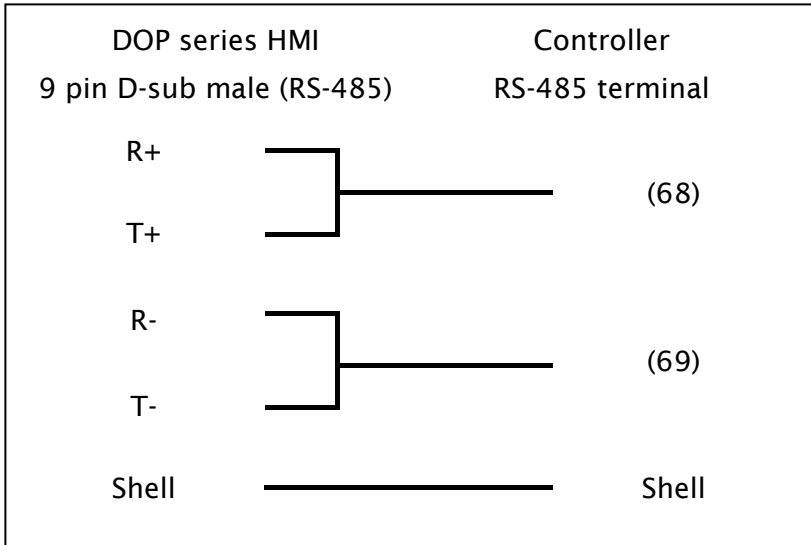 DOP series HMI Controller
9 pin D-sub male (RS-485) RS-485 terminal
R+
(68)
T+
R-
(69)
T-
Shell Shell